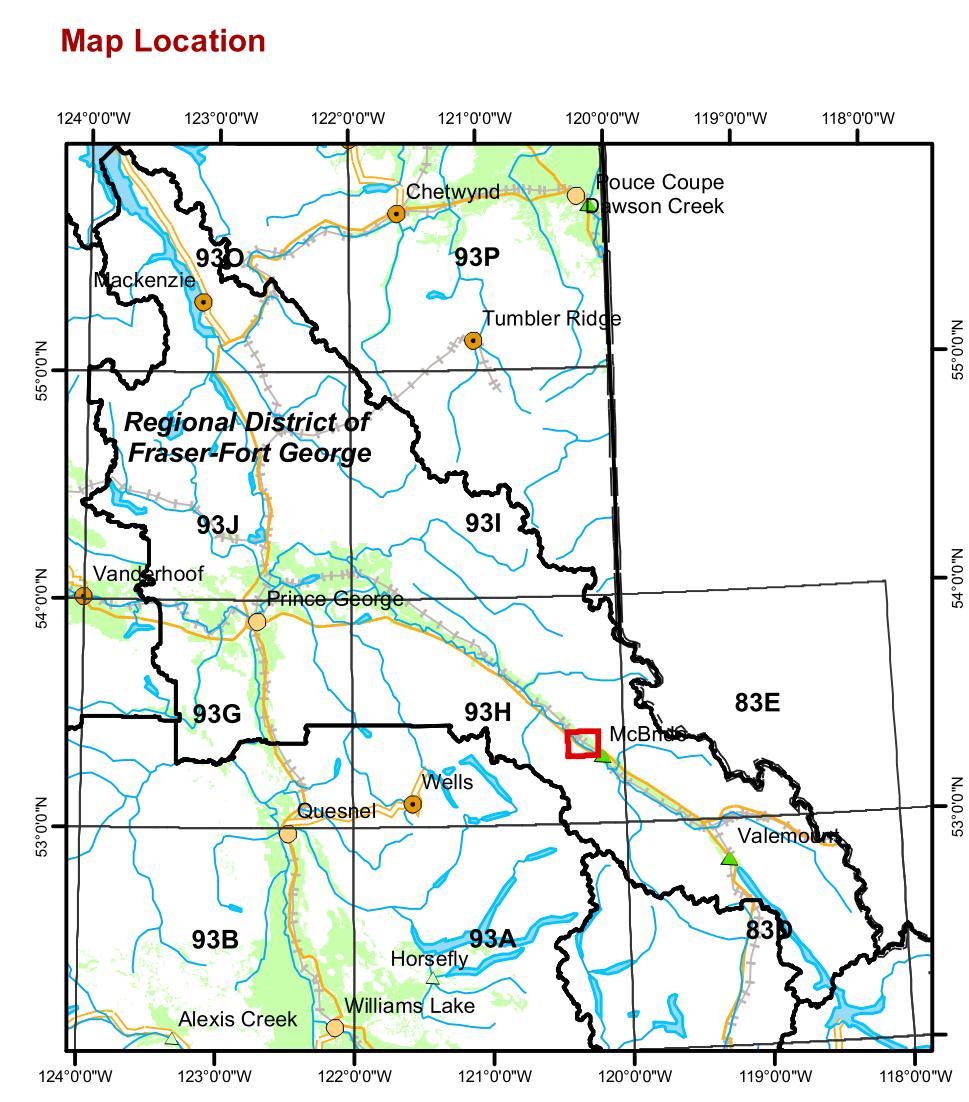 Map Location
124°0'0"W 123°0'0"W 122°0'0"W 121°0'0"W 120°0'0"W 119°0'0"W 118°0'0"W
Pouce Coupe
Chetwynd
Dawson Creek
93O
93P
Mackenzie
Tumbler Ridge
55°0'0"N
55°0'0"N
Regional District of
Fraser-Fort George
93J
93I
Vanderhoof
54°0'0"N
54°0'0"N
Prince George
83E
93G
93H
McBride
Wells
Quesnel
53°0'0"N
53°0'0"N
Valemount
83D
93B
93A
Horsefly
Williams Lake
Alexis Creek
124°0'0"W 123°0'0"W 122°0'0"W 121°0'0"W 120°0'0"W 119°0'0"W 118°0'0"W